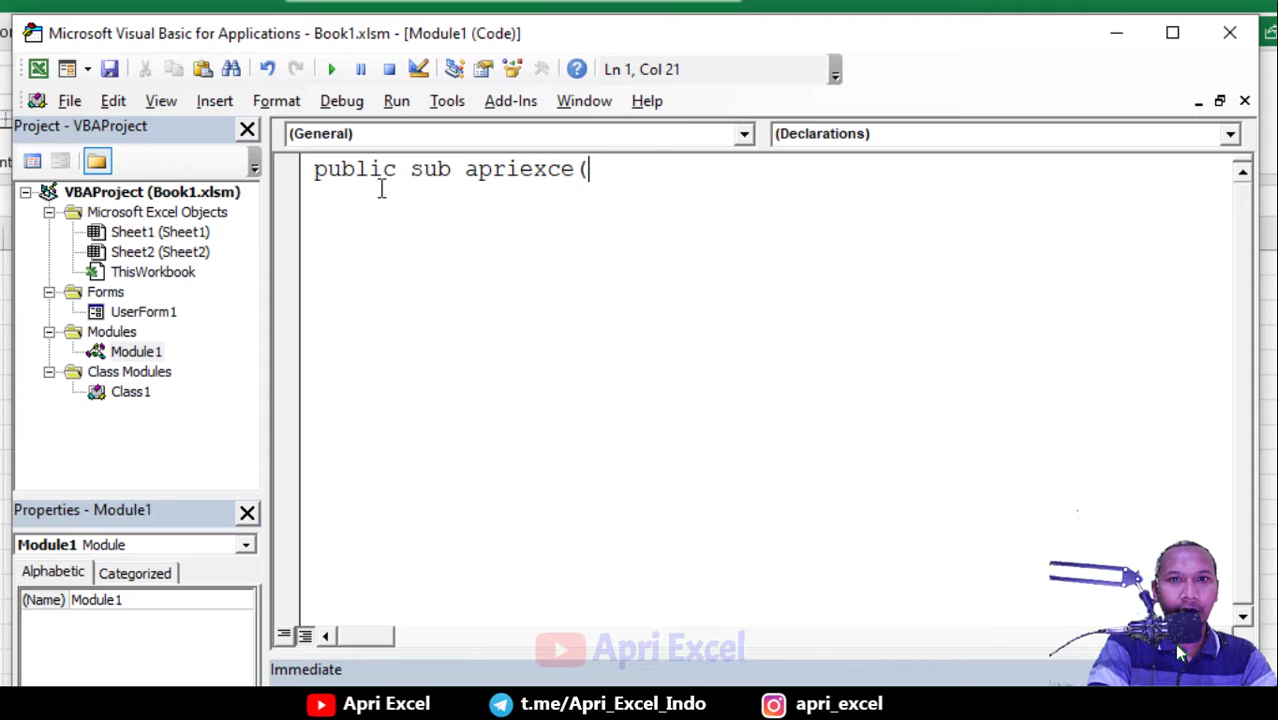 Microsoft Visual Basic for Applications - Book1.xlsm - [Module1 (Code)]
Ln 1, Col 21
File Edit View Insert Format Debug Run Tools Add-Ins Window Help
Project - VBAProject
(General)
(Declarations)
public sub apriexce(
VBAProject (Book1.xlsm)
Microsoft Excel Objects
Sheet1 (Sheet1)
Sheet2 (Sheet2)
ThisWorkbook
Forms
UserForm1
Modules
Module1
Class Modules
Class1
Properties - Module1
Module1 Module
Alphabetic Categorized
(Name) Module1
Apri Excel
Immediate
Apri Excel
t.me/Apri_Excel_Indo
apri_excel